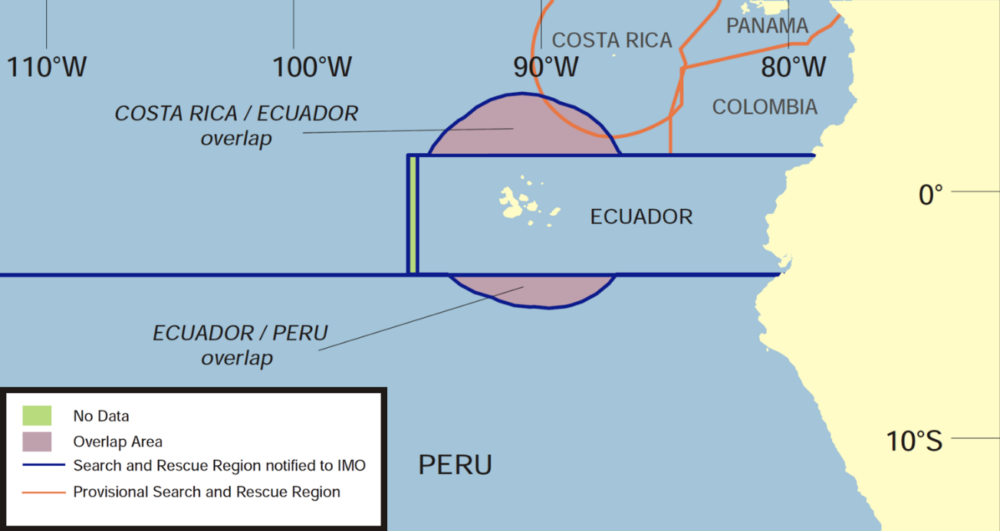 COSTA RICA
PANAMA
110°W
100°W
90°W
80°W
COSTA RICA / ECUADOR
overlap
COLOMBIA
0°
ECUADOR
ECUADOR / PERU
overlap
10°S
PERU
No Data
Overlap Area
Search and Rescue Region notified to IMO
Provisional Search and Rescue Region